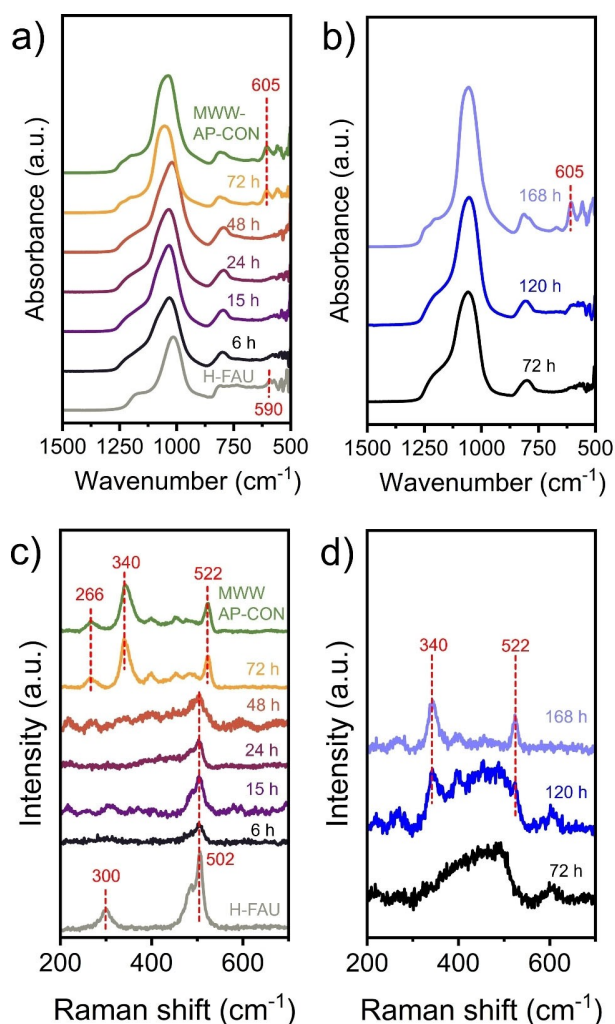 a)
605
MWW-
AP-CON
72 h
48 h
24 h
15 h
6 h
H-FAU
590
Absorbance (a.u.)
1500 1250 1000 750 500
Wavenumber (cm⁻¹)
b)
605
168 h
120 h
72 h
Absorbance (a.u.)
1500 1250 1000 750 500
Wavenumber (cm⁻¹)
c)
340
266
522
MWW
AP-CON
72 h
48 h
24 h
15 h
6 h
502
300
H-FAU
Intensity (a.u.)
200 400 600
Raman shift (cm⁻¹)
d)
340
522
168 h
120 h
72 h
Intensity (a.u.)
200 400 600
Raman shift (cm⁻¹)